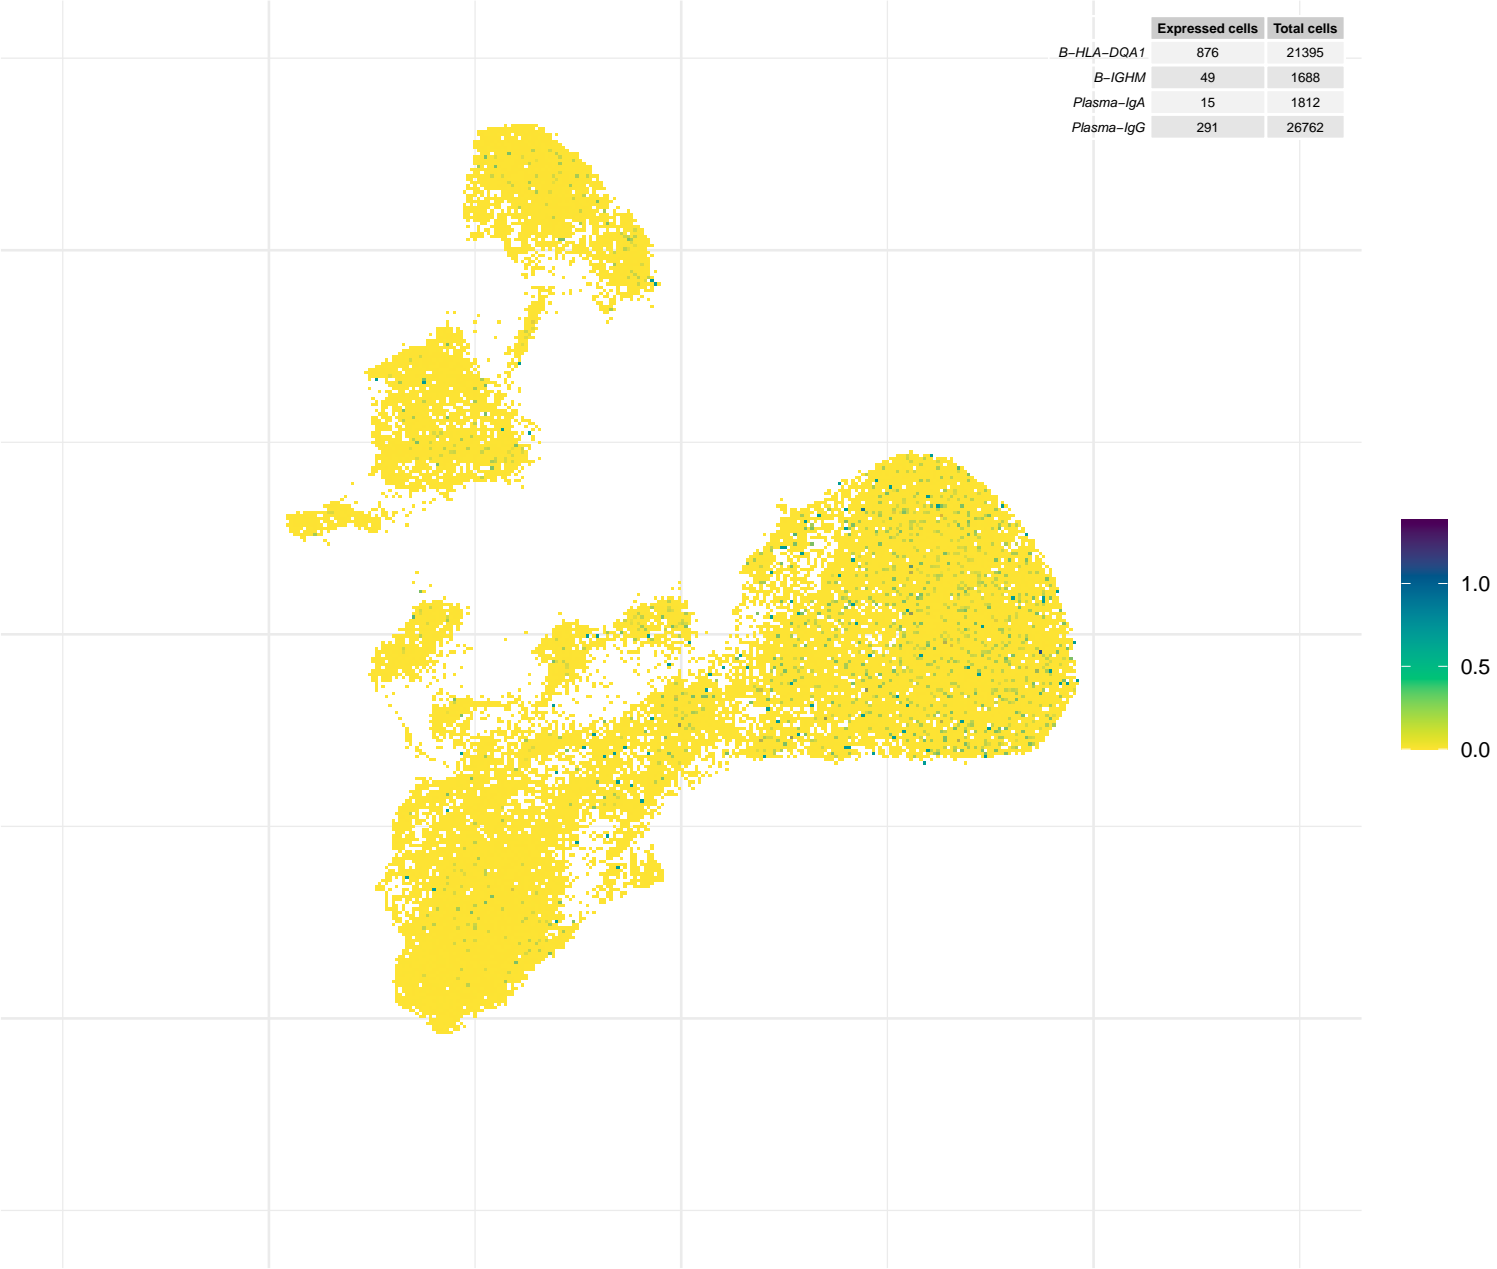 Expressed cells Total cells
B−HLA−DQA1 876 21395
B−IGHM 49 1688
Plasma−IgA 15 1812
Plasma−IgG 291 26762
1.0
0.5
0.0